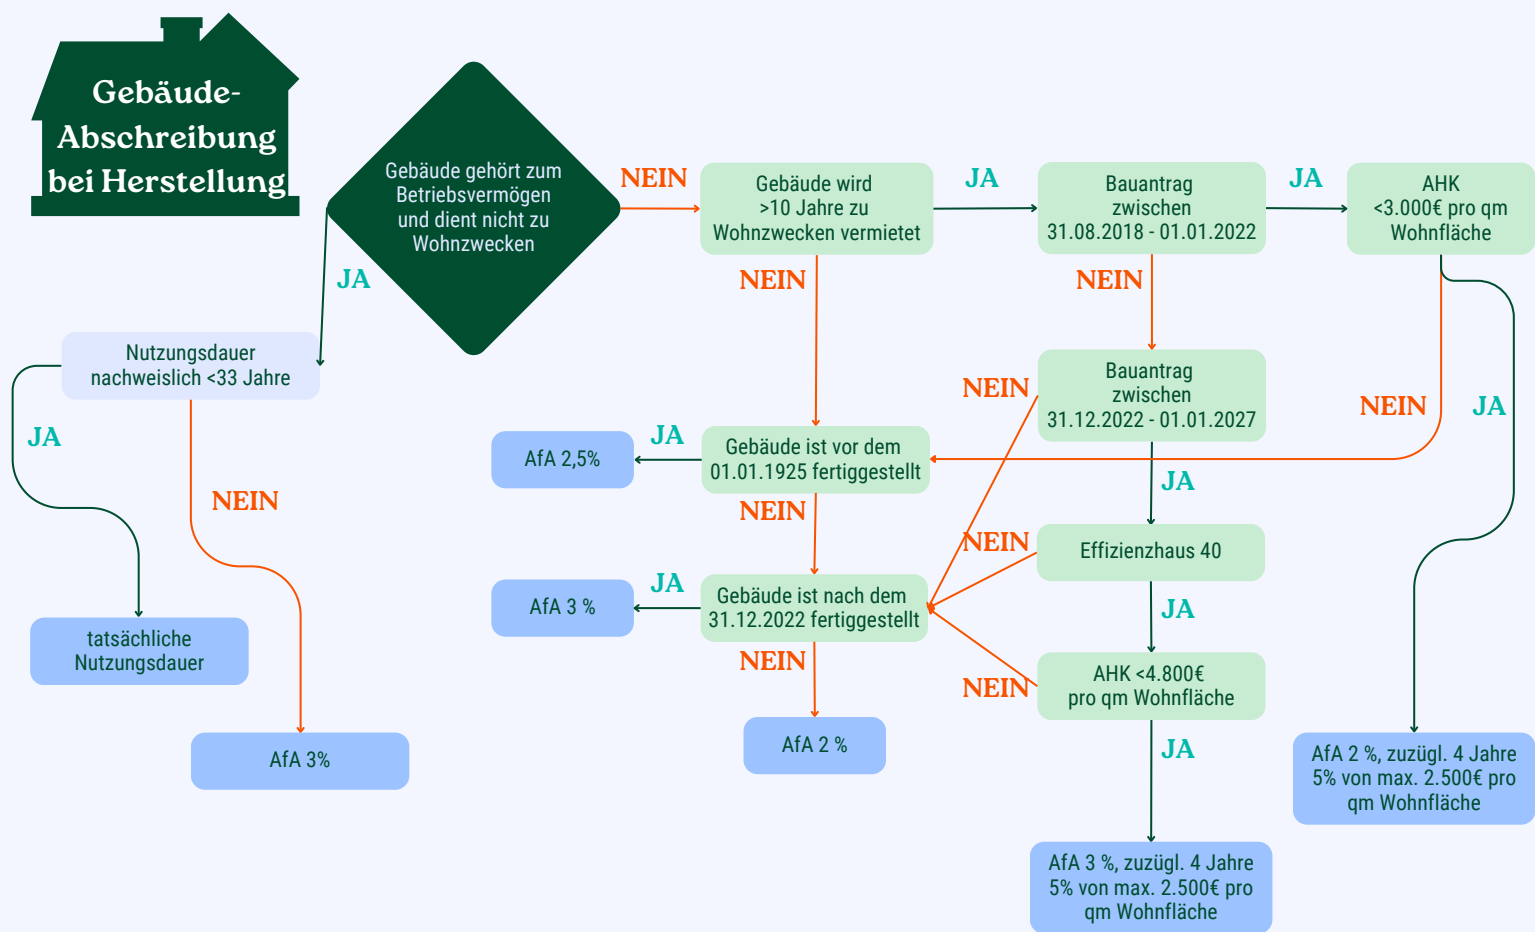 Gebäude-
Abschreibung
bei Herstellung
Gebäude gehört zum
Betriebsvermögen
und dient nicht zu
Wohnzwecken
NEIN
Gebäude wird
>10 Jahre zu
Wohnzwecken vermietet
JA
Bauantrag
zwischen
31.08.2018 - 01.01.2022
JA
AHK
<3.000€ pro qm
Wohnfläche
JA
NEIN
NEIN
Nutzungsdauer
nachweislich <33 Jahre
NEIN
Bauantrag
zwischen
31.12.2022 - 01.01.2027
NEIN
JA
JA
NEIN
AfA 2,5%
JA
Gebäude ist vor dem
01.01.1925 fertiggestellt
JA
NEIN
NEIN
Effizienzhaus 40
AfA 3 %
JA
Gebäude ist nach dem
31.12.2022 fertiggestellt
JA
tatsächliche
Nutzungsdauer
NEIN
NEIN
AHK <4.800€
pro qm Wohnfläche
AfA 3%
AfA 2 %
JA
AfA 2 %, zuzügl. 4 Jahre
5% von max. 2.500€ pro
qm Wohnfläche
AfA 3 %, zuzügl. 4 Jahre
5% von max. 2.500€ pro
qm Wohnfläche